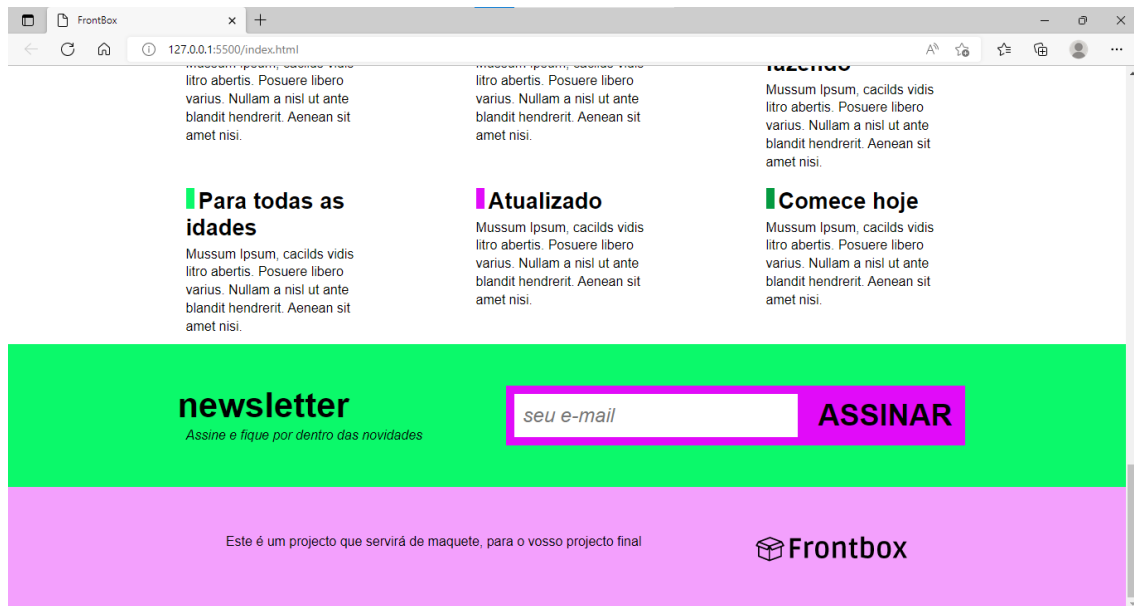 FrontBox
127.0.0.1:5500/index.html
litro abertis. Posuere libero
varius. Nullam a nisl ut ante
blandit hendrerit. Aenean sit
amet nisi.
litro abertis. Posuere libero
varius. Nullam a nisl ut ante
blandit hendrerit. Aenean sit
amet nisi.
fazendo
Mussum Ipsum, cacilds vidis
litro abertis. Posuere libero
varius. Nullam a nisl ut ante
blandit hendrerit. Aenean sit
amet nisi.
Para todas as
idades
Mussum Ipsum, cacilds vidis
litro abertis. Posuere libero
varius. Nullam a nisl ut ante
blandit hendrerit. Aenean sit
amet nisi.
Atualizado
Mussum Ipsum, cacilds vidis
litro abertis. Posuere libero
varius. Nullam a nisl ut ante
blandit hendrerit. Aenean sit
amet nisi.
Comece hoje
Mussum Ipsum, cacilds vidis
litro abertis. Posuere libero
varius. Nullam a nisl ut ante
blandit hendrerit. Aenean sit
amet nisi.
newsletter
Assine e fique por dentro das novidades
seu e-mail
ASSINAR
Este é um projecto que servirá de maquete, para o vosso projecto final
Frontbox